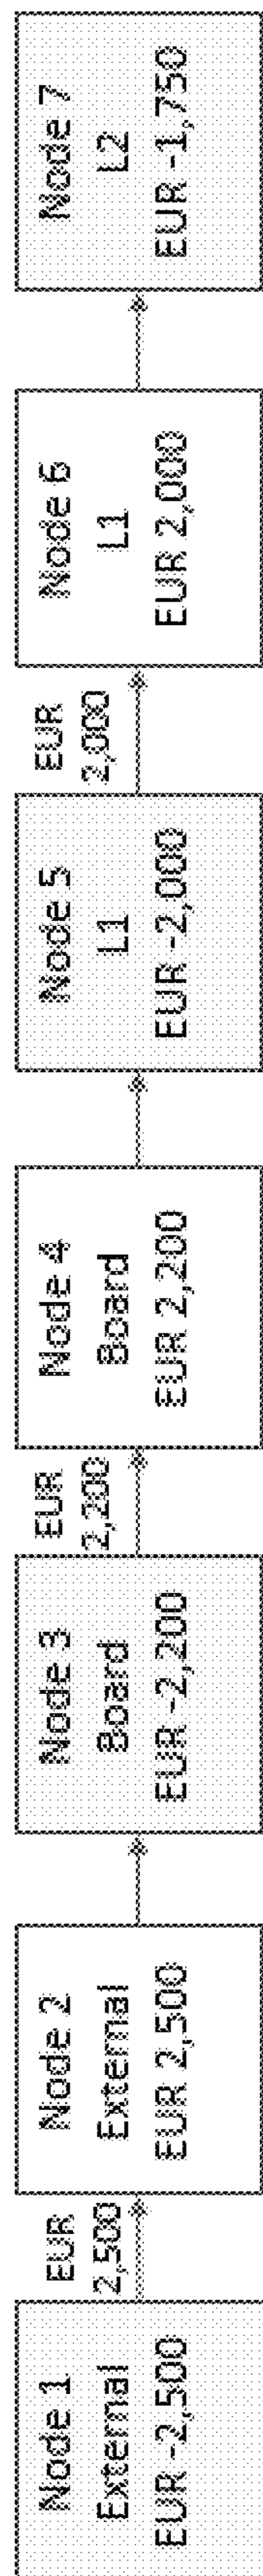 Node 1
External
EUR -2,500
EUR
2,500
Node 2
External
EUR 2,500
Node 3
Board
EUR -2,200
EUR
2,200
Node 4
Board
EUR 2,200
Node 5
L1
EUR -2,000
EUR
2,000
Node 6
L1
EUR 2,000
Node 7
L2
EUR -1,750